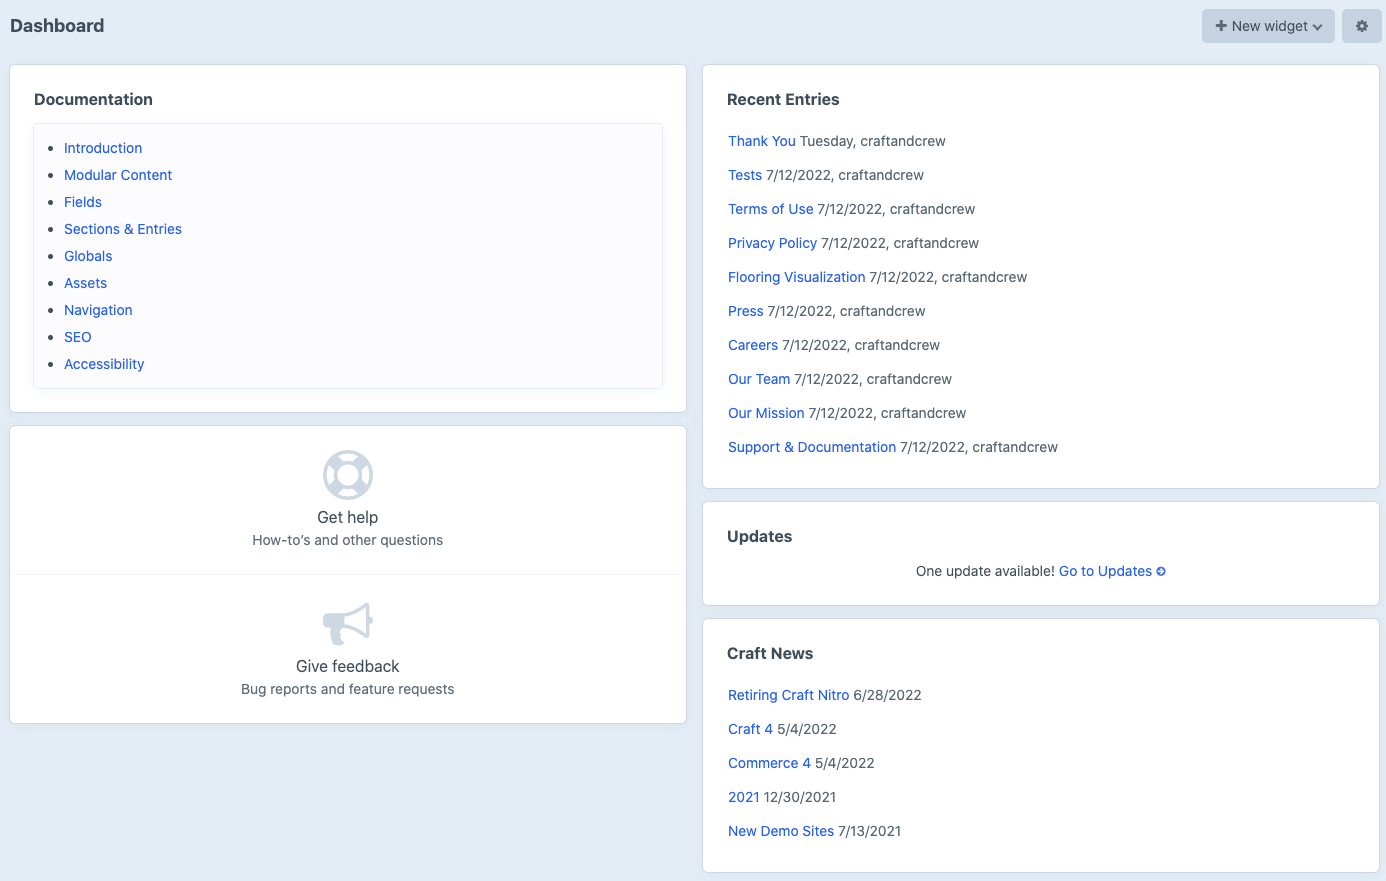 Dashboard
New widget
Documentation
Introduction
Modular Content
Fields
Sections & Entries
Globals
Assets
Navigation
SEO
Accessibility
Get help
How-to’s and other questions
Give feedback
Bug reports and feature requests
Recent Entries
Thank You Tuesday, craftandcrew
Tests 7/12/2022, craftandcrew
Terms of Use 7/12/2022, craftandcrew
Privacy Policy 7/12/2022, craftandcrew
Flooring Visualization 7/12/2022, craftandcrew
Press 7/12/2022, craftandcrew
Careers 7/12/2022, craftandcrew
Our Team 7/12/2022, craftandcrew
Our Mission 7/12/2022, craftandcrew
Support & Documentation 7/12/2022, craftandcrew
Updates
One update available! Go to Updates
Craft News
Retiring Craft Nitro 6/28/2022
Craft 4 5/4/2022
Commerce 4 5/4/2022
2021 12/30/2021
New Demo Sites 7/13/2021